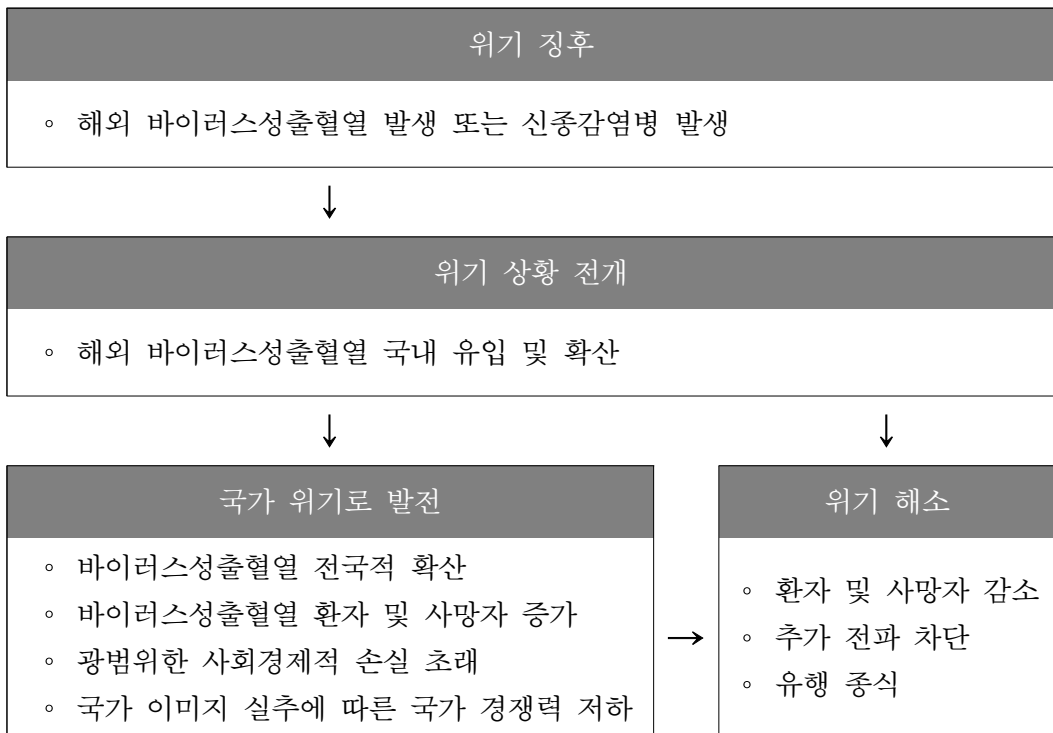 위기 징후
◦ 해외 바이러스성출혈열 발생 또는 신종감염병 발생
↓
위기 상황 전개
◦ 해외 바이러스성출혈열 국내 유입 및 확산
↓ ↓
국가 위기로 발전
◦ 바이러스성출혈열 전국적 확산
◦ 바이러스성출혈열 환자 및 사망자 증가
◦ 광범위한 사회경제적 손실 초래
◦ 국가 이미지 실추에 따른 국가 경쟁력 저하
→
위기 해소
◦ 환자 및 사망자 감소
◦ 추가 전파 차단
◦ 유행 종식